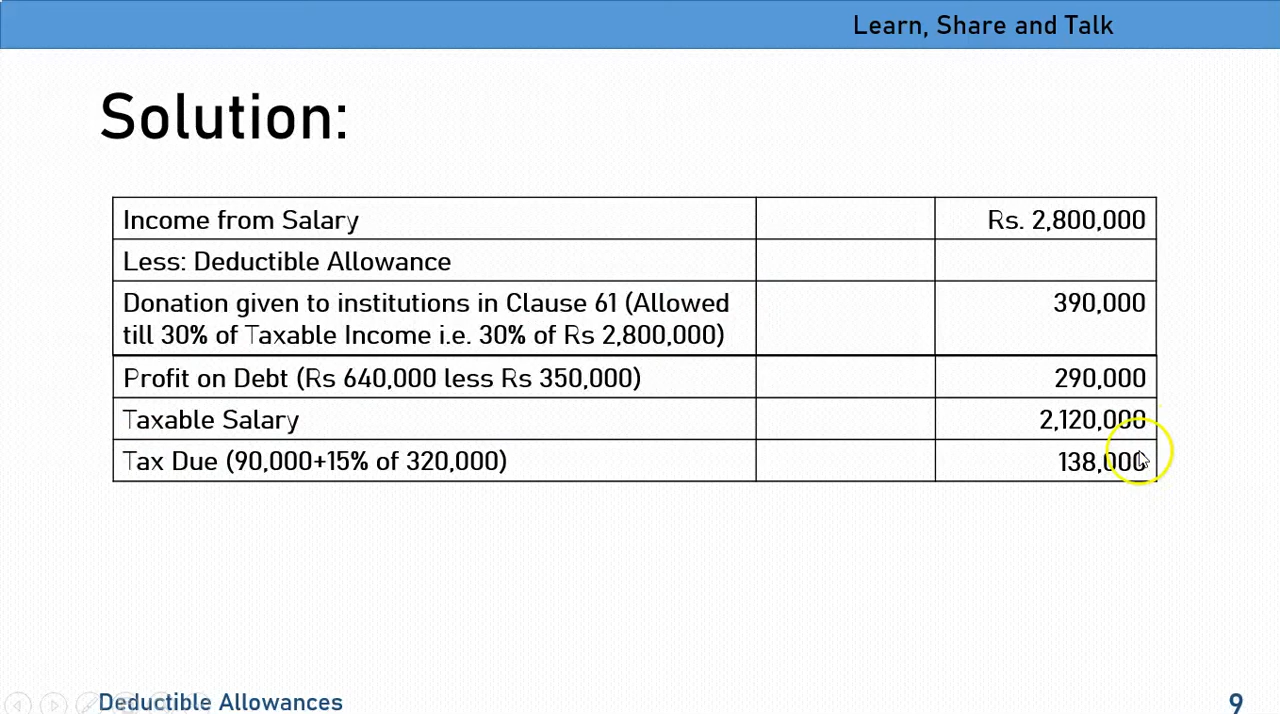 Learn, Share and Talk
Solution:
Income from Salary Rs. 2,800,000
Less: Deductible Allowance
Donation given to institutions in Clause 61 (Allowed 390,000
till 30% of Taxable Income i.e. 30% of Rs 2,800,000)
Profit on Debt (Rs 640,000 less Rs 350,000) 290,000
Taxable Salary 2,120,000
Tax Due (90,000+15% of 320,000) 138,000
Deductible Allowances 9